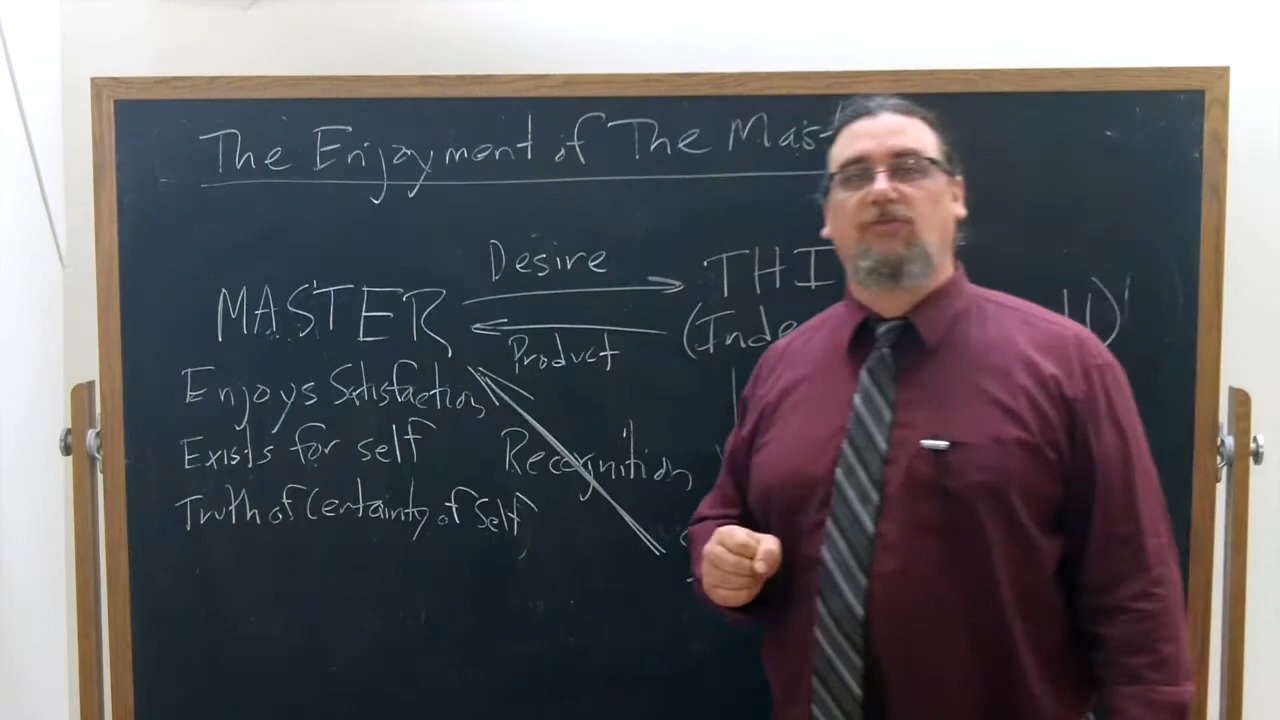 The Enjoyment of The Mast
Desire
MASTER THI
(Inde
Product
Enjoys Satisfaction
Exists for self Recognition
Truth of Certainty of Self